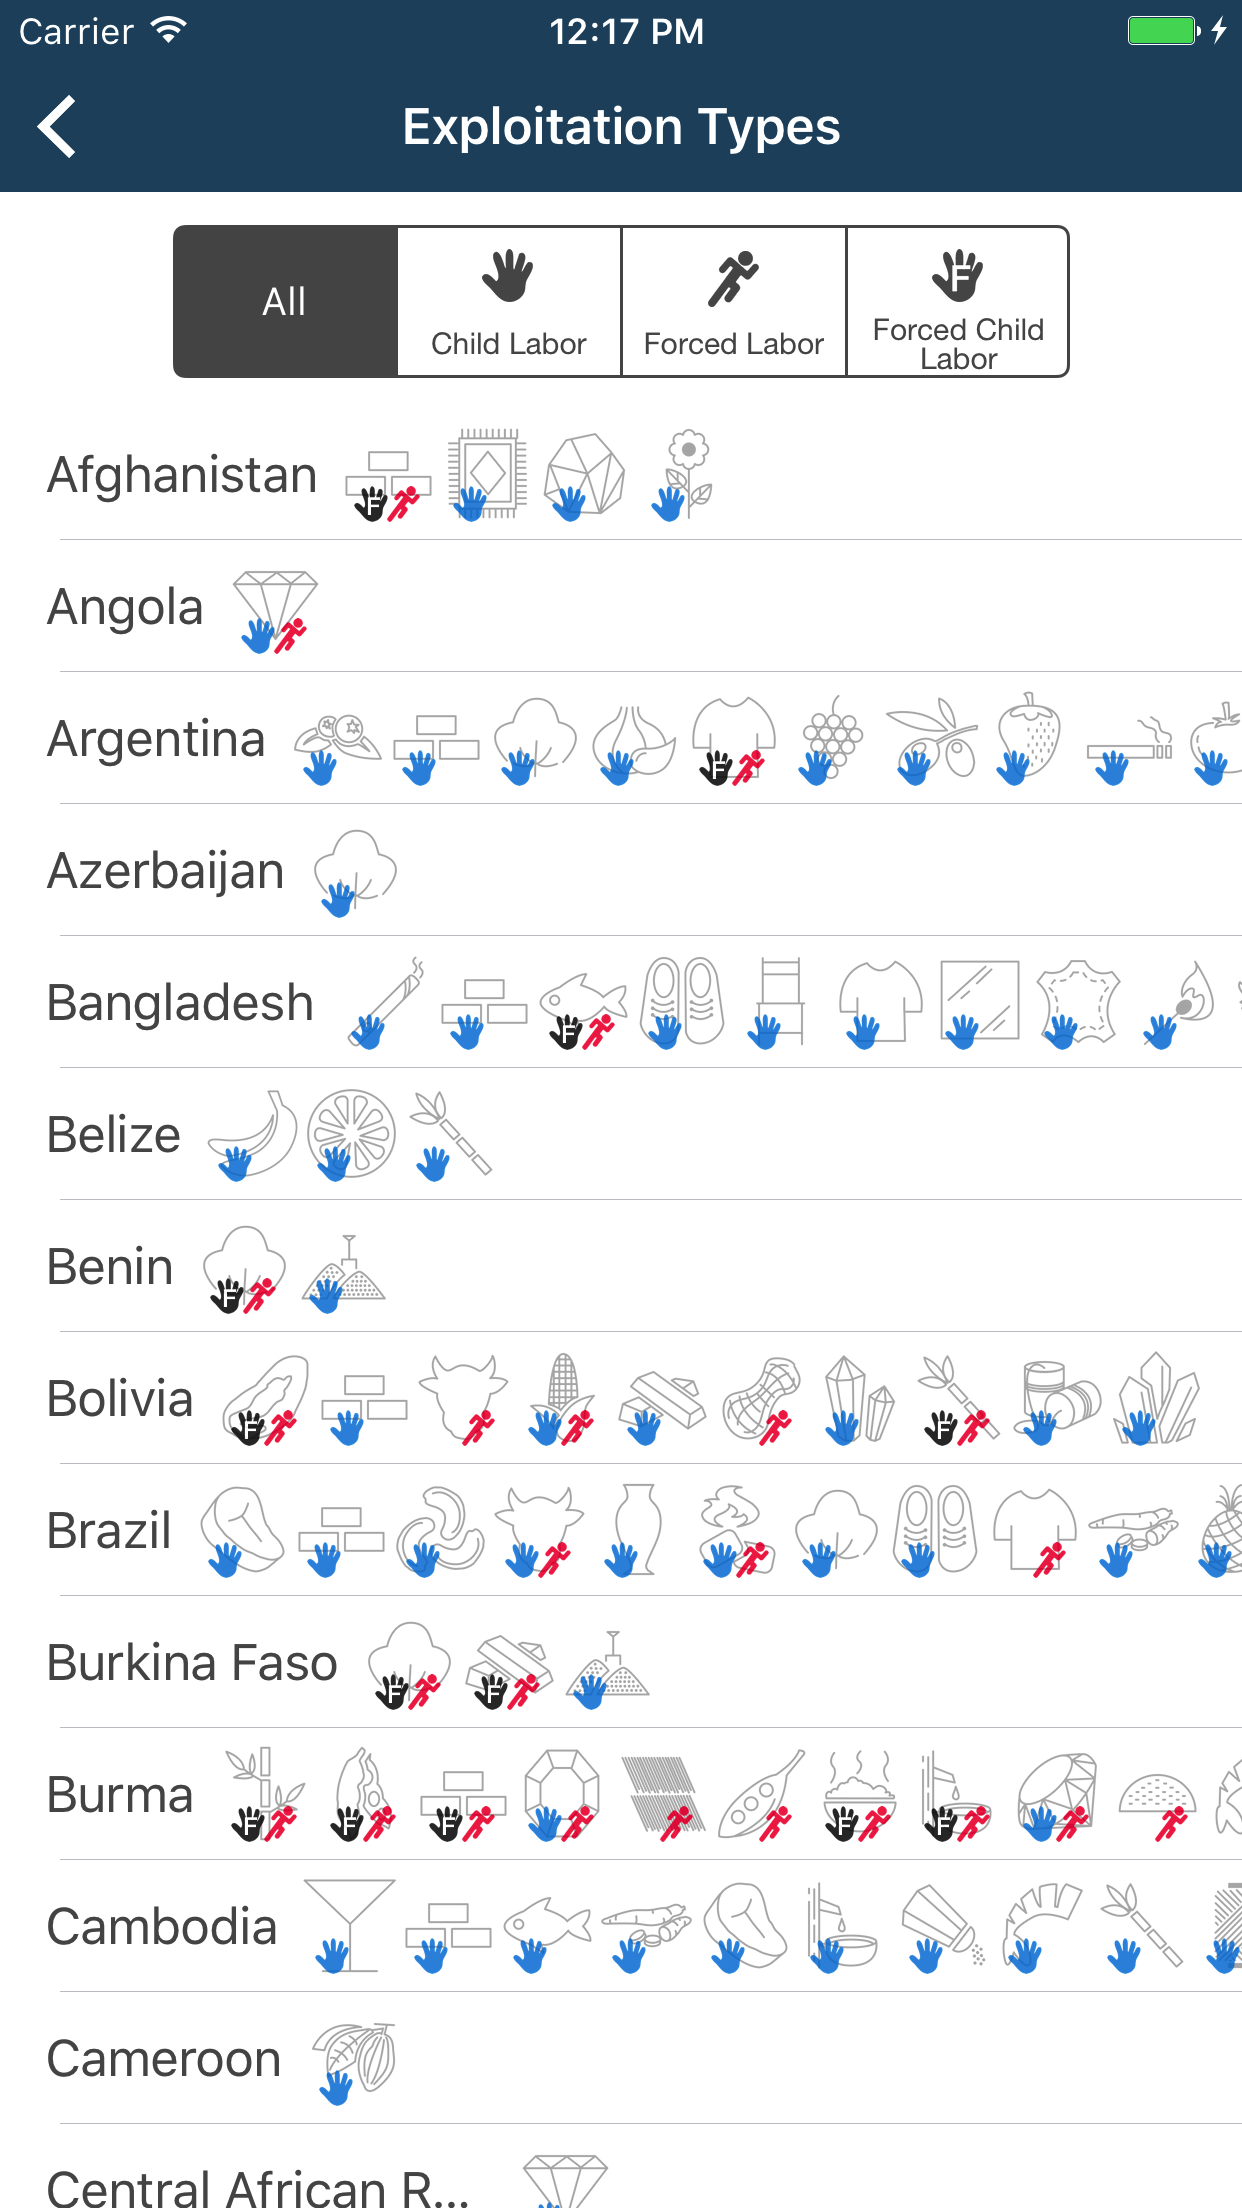 Carrier 12:17 PM
Exploitation Types
All
Child Labor
Forced Labor
F
Forced Child
Labor
Afghanistan F
Angola
Argentina F
Azerbaijan
Bangladesh F
Belize
Benin F
Bolivia F F
Brazil
Burkina Faso F F
Burma F F F F F
Cambodia
Cameroon
Central African R...